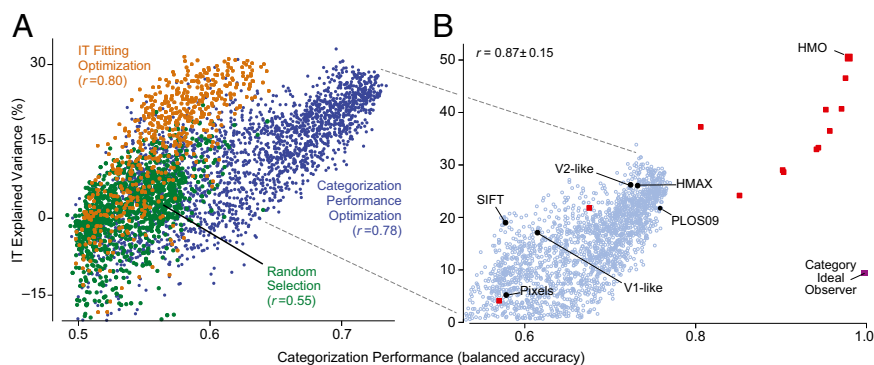 A
B
IT Fitting
Optimization
(r=0.80)
Categorization
Performance
Optimization
(r=0.78)
Random
Selection
(r=0.55)
IT Explained Variance (%)
30
15
0
−15
0.5
0.6
0.7
r = 0.87± 0.15
HMO
V2-like
HMAX
SIFT
PLOS09
Pixels
V1-like
Category
Ideal
Observer
50
40
30
20
10
0
0.6
0.8
1.0
Categorization Performance (balanced accuracy)